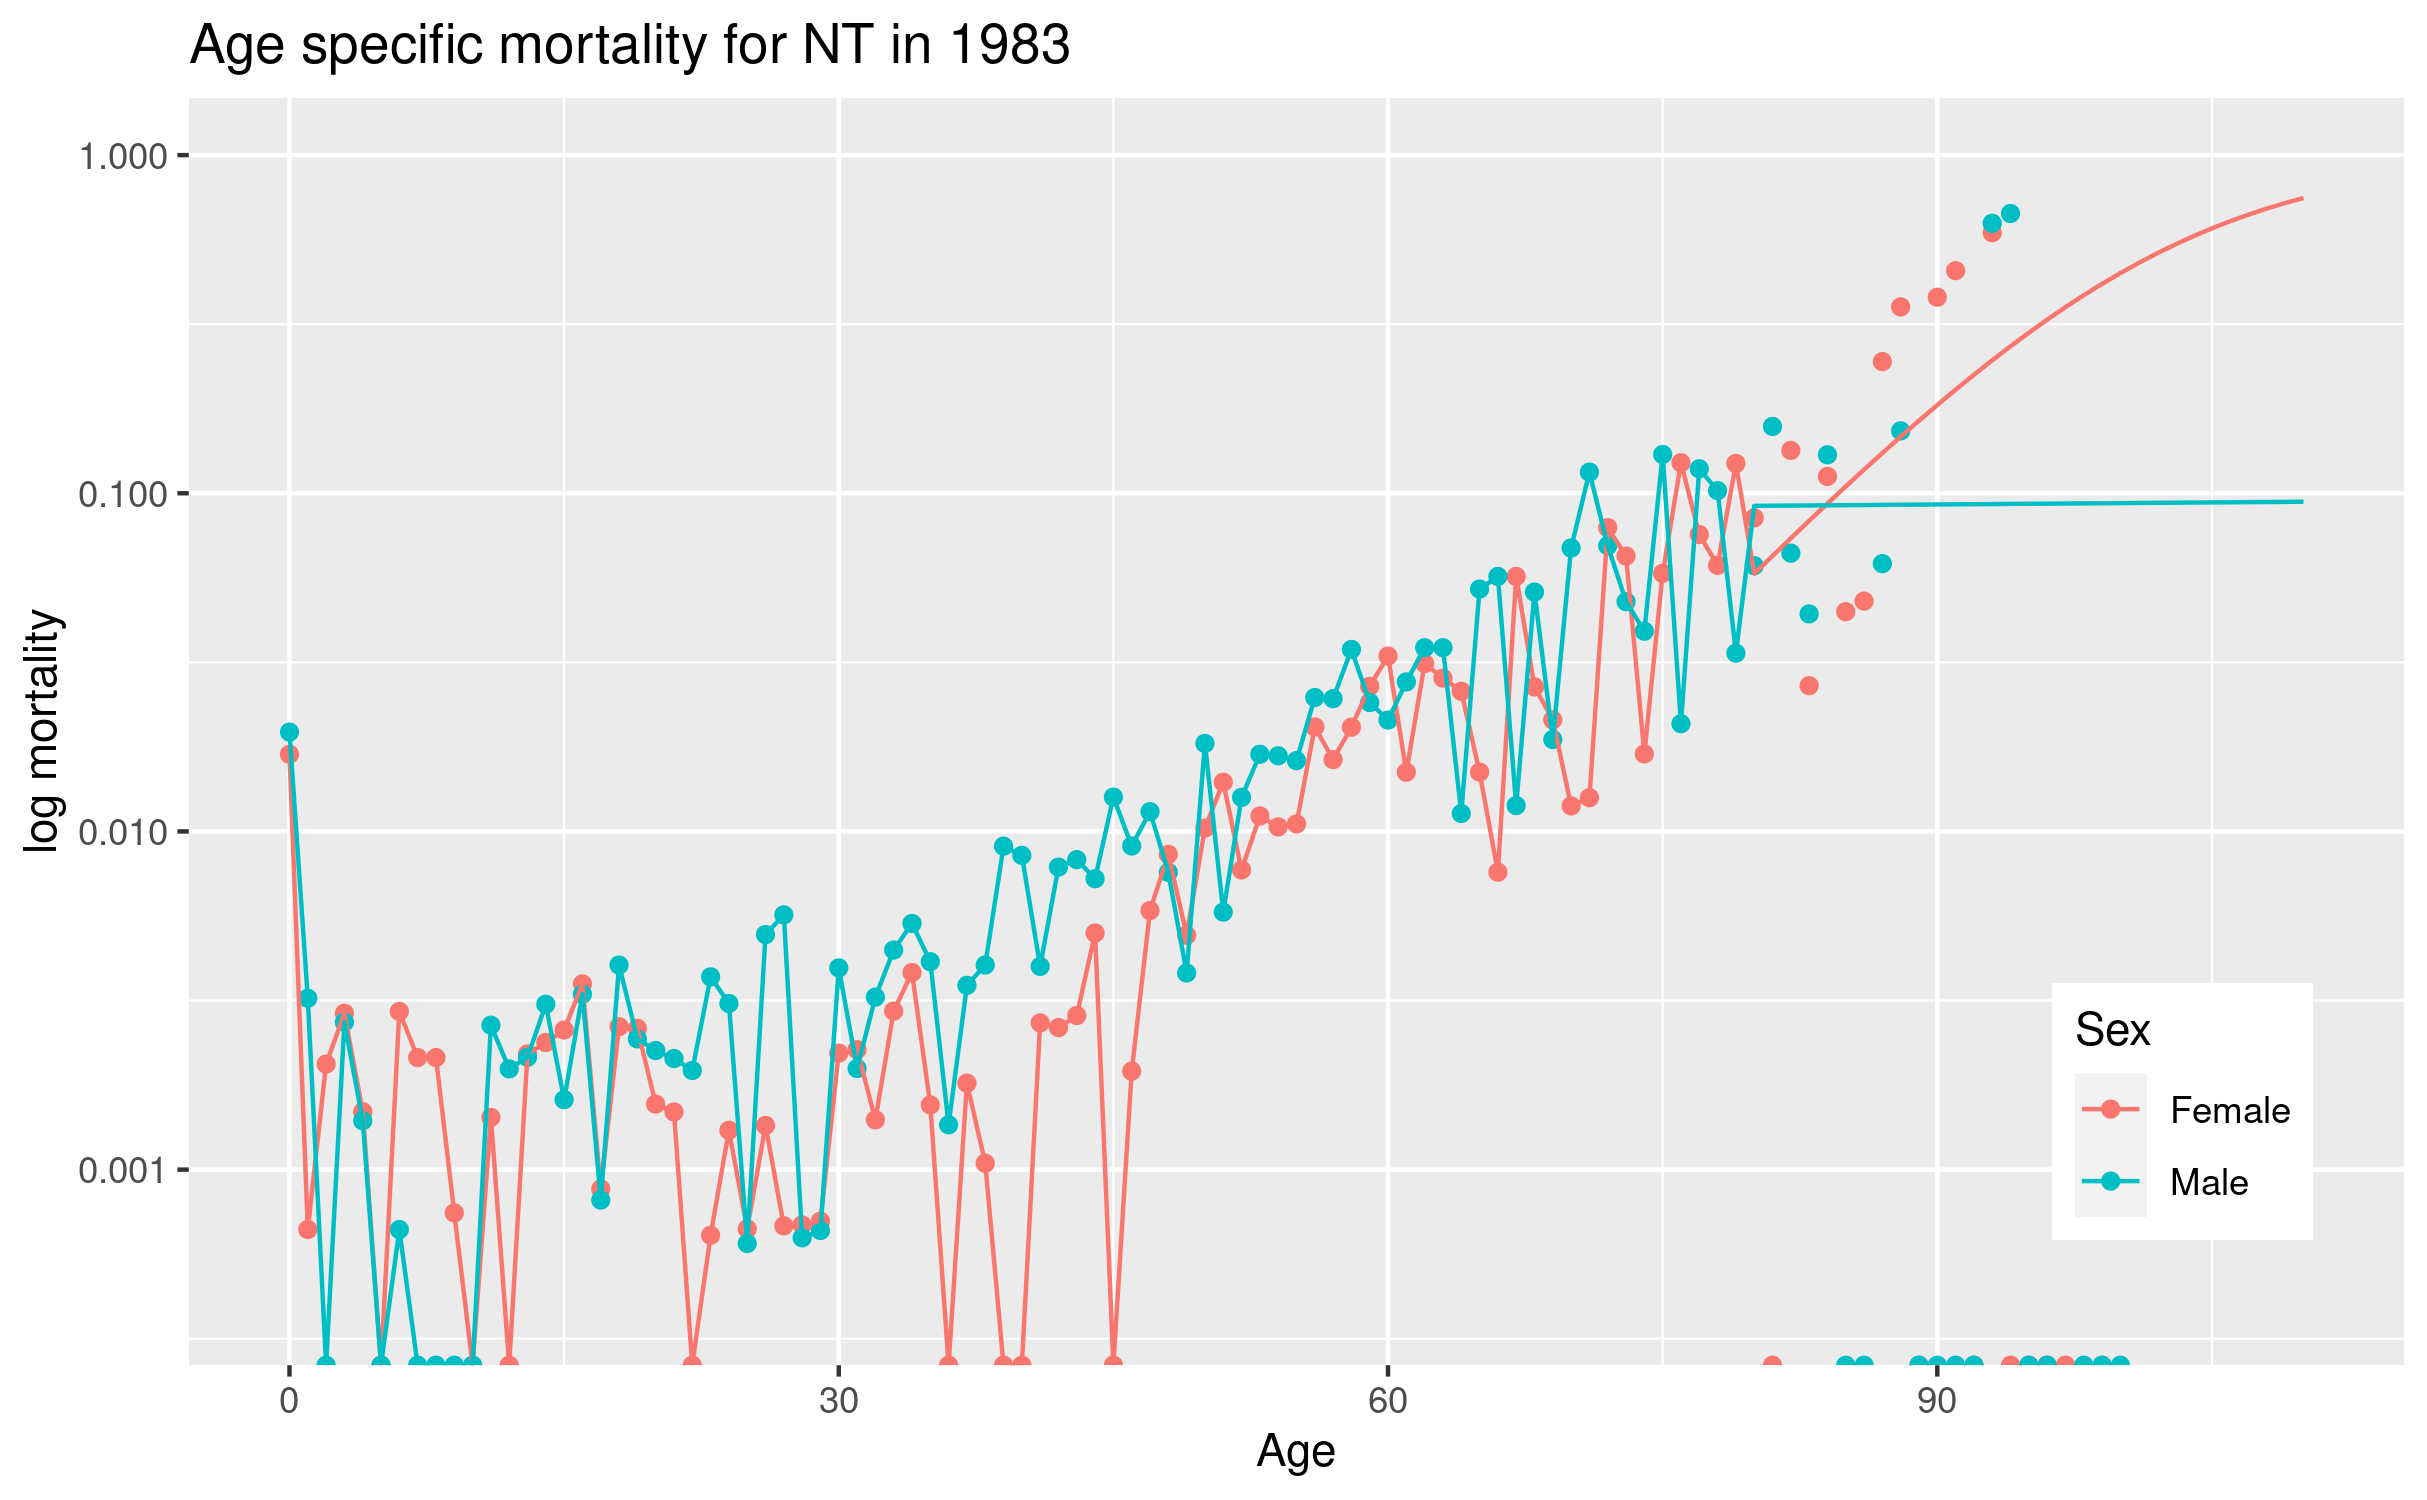 Age specific mortality for NT in 1983
1.000
0.100
0.010
0.001
log mortality
0
30
60
90
Age
Sex
Female
Male